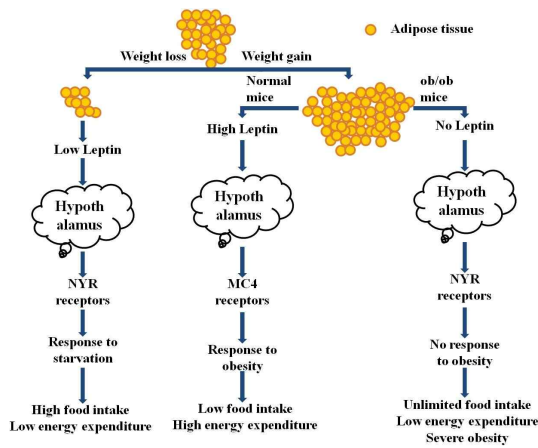 Adipose tissue
Weight loss
Weight gain
Normal
mice
ob/ob
mice
Low Leptin
High Leptin
No Leptin
Hypoth
alamus
Hypoth
alamus
Hypoth
alamus
NYR
receptors
MC4
receptors
NYR
receptors
Response to
starvation
Response to
obesity
No response
to obesity
High food intake
Low energy expenditure
Low food intake
High energy expenditure
Unlimited food intake
Low energy expenditure
Severe obesity